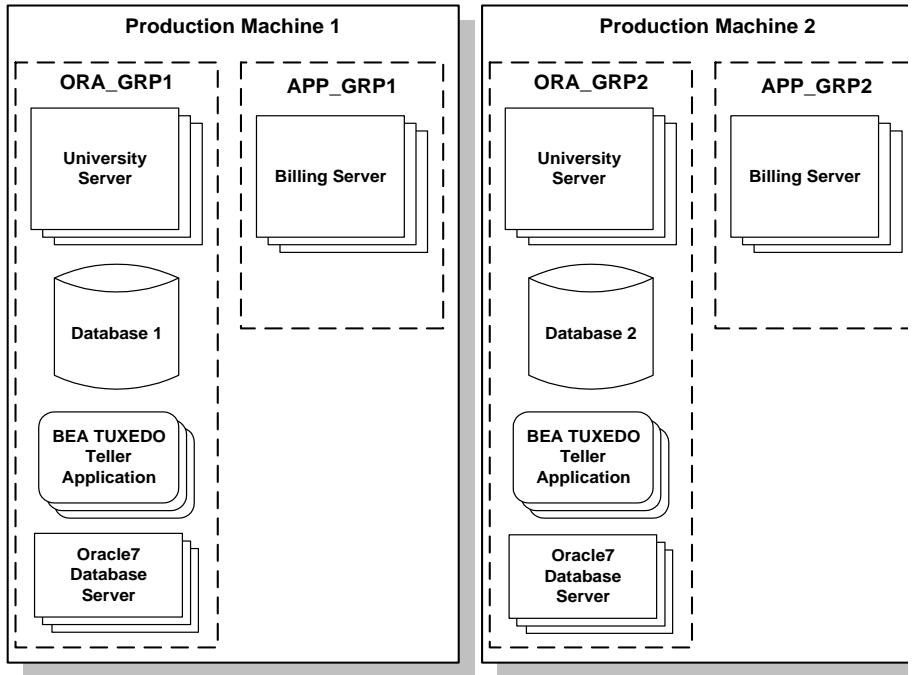 Production Machine 1
ORA_GRP1
University
Server
Database 1
BEA TUXEDO
Teller
Application
Oracle7
Database
Server
APP_GRP1
Billing Server
Production Machine 2
ORA_GRP2
University
Server
Database 2
BEA TUXEDO
Teller
Application
Oracle7
Database
Server
APP_GRP2
Billing Server